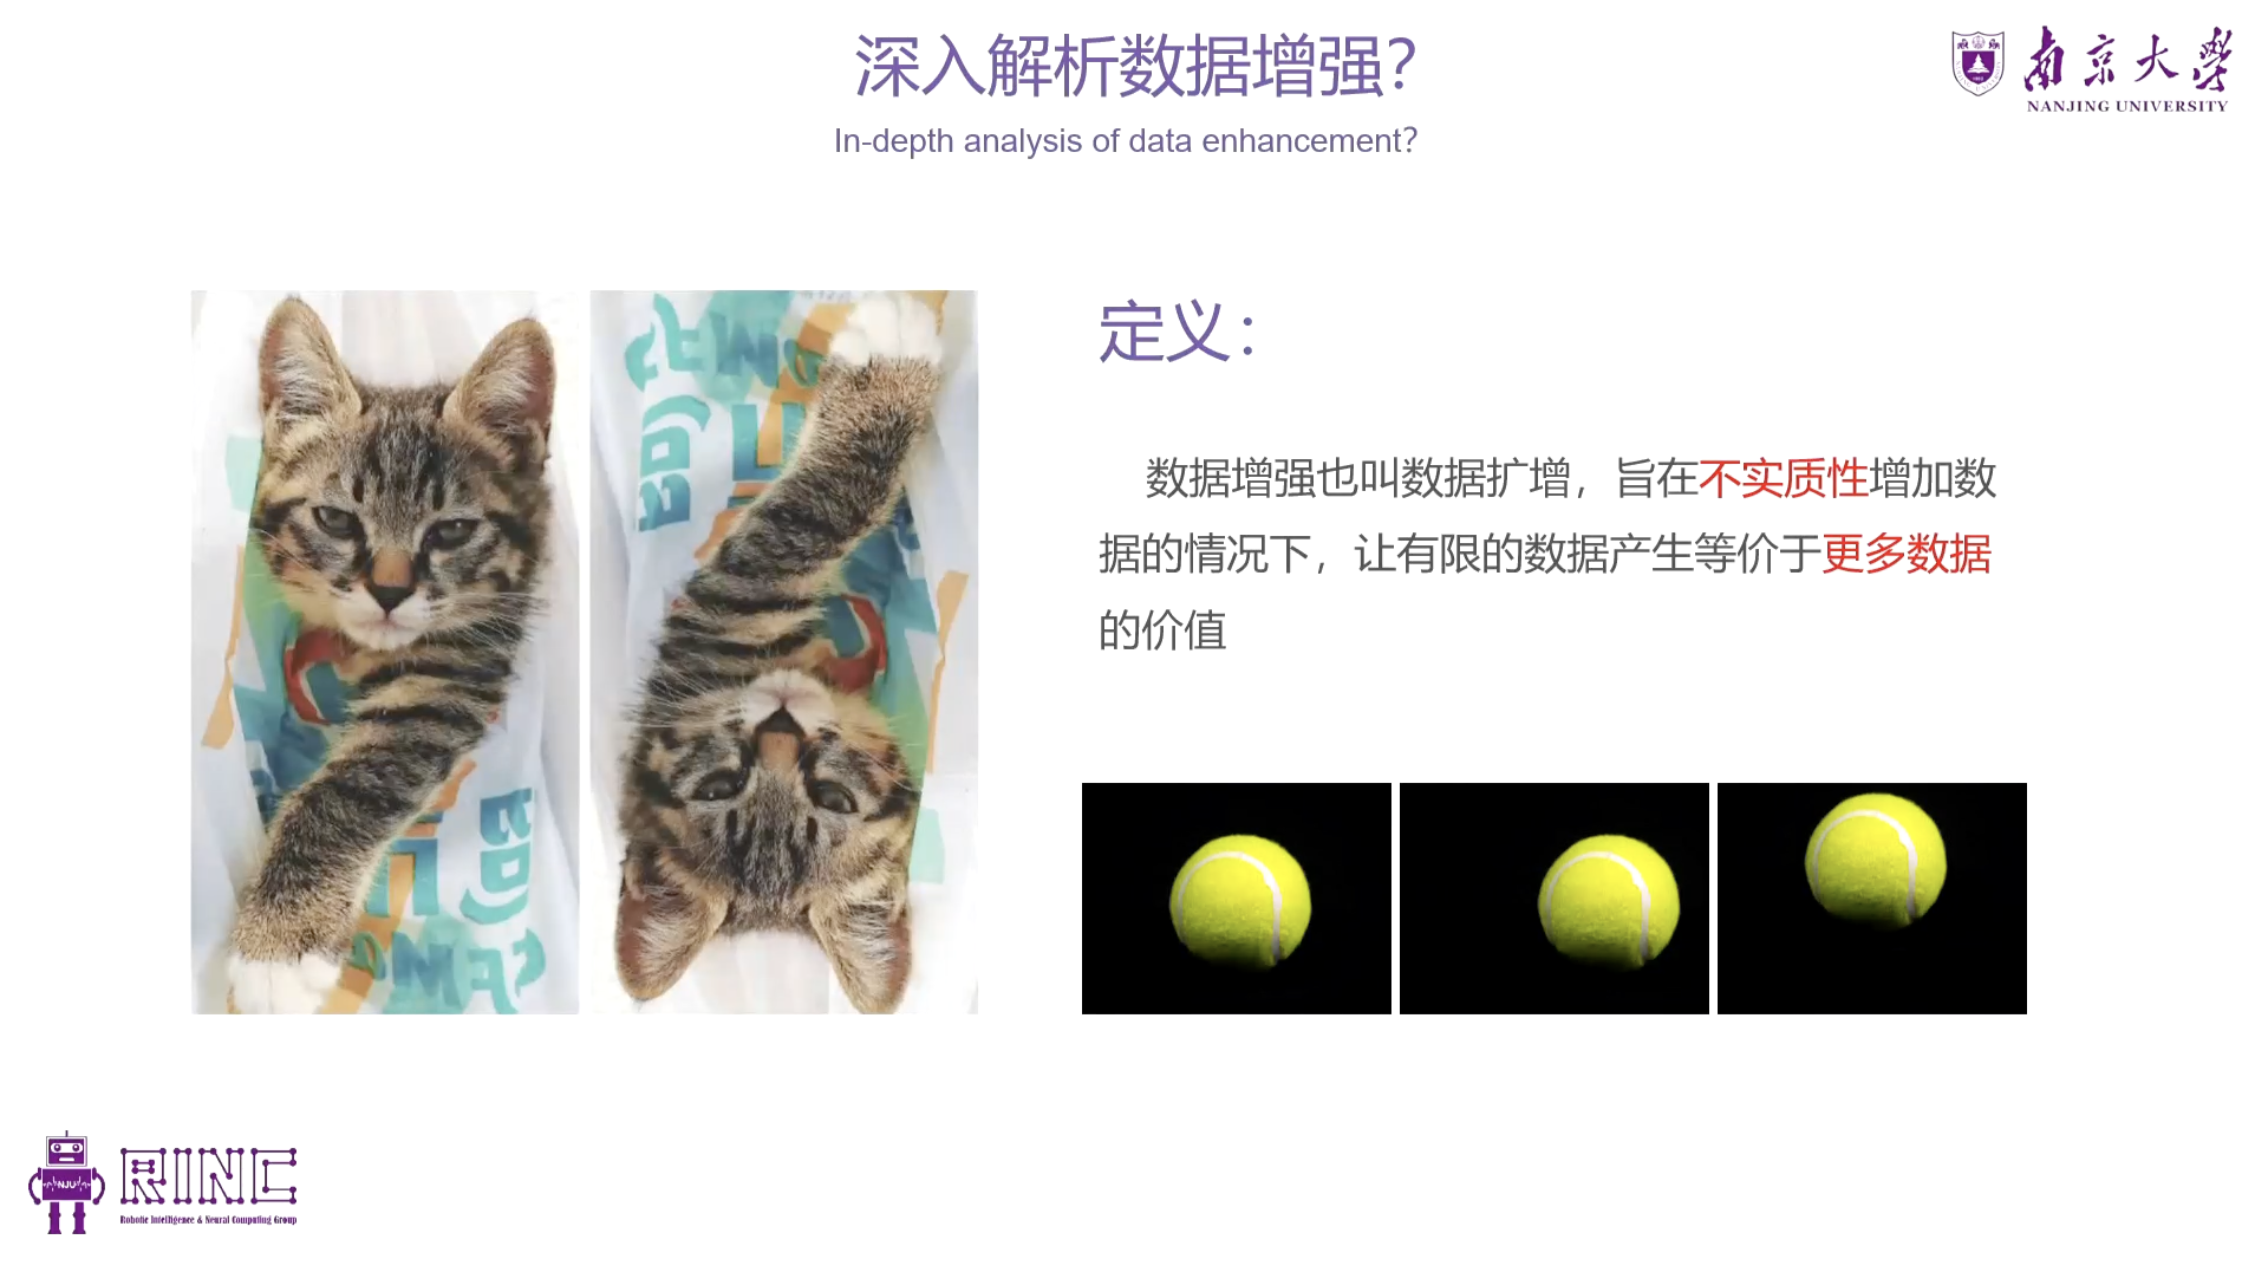 深入解析数据增强？
In-depth analysis of data enhancement？
南京大學
NANJING UNIVERSITY
定义：
数据增强也叫数据扩增，旨在不实质性增加数
据的情况下，让有限的数据产生等价于更多数据
的价值
NJU
RINC
Robotic Intelligence & Neural Computing Group